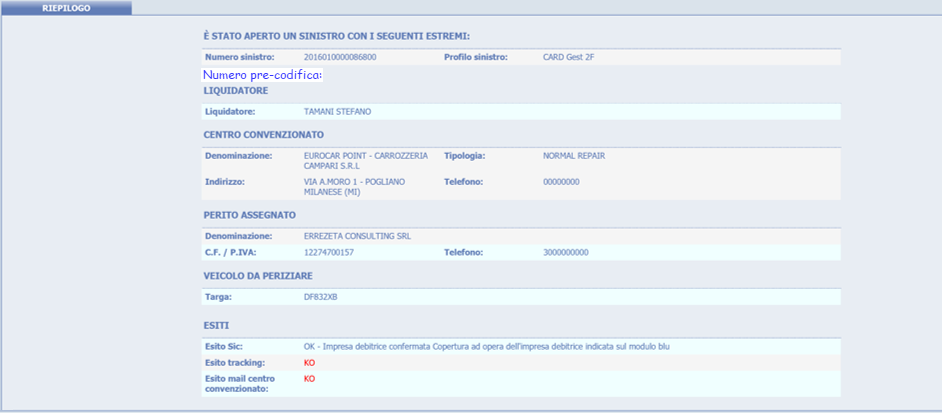 RIEPILOGO
È STATO APERTO UN SINISTRO CON I SEGUENTI ESTREMI:
Numero sinistro: 2016010000086800 Profilo sinistro: CARD Gest 2F
Numero pre-codifica:
LIQUIDATORE
Liquidatore: TAMANI STEFANO
CENTRO CONVENZIONATO
Denominazione: EUROCAR POINT - CARROZZERIA Tipologia: NORMAL REPAIR
CAMPARI S.R.L
Indirizzo: VIA A.MORO 1 - POGLIANO Telefono: 00000000
MILANESE (MI)
PERITO ASSEGNATO
Denominazione: ERREZETA CONSULTING SRL
C.F. / P.IVA: 12274700157 Telefono: 3000000000
VEICOLO DA PERIZIARE
Targa: DF832XB
ESITI
Esito Sic: OK - Impresa debitrice confermata Copertura ad opera dell'impresa debitrice indicata sul modulo blu
Esito tracking: KO
Esito mail centro KO
convenzionato: